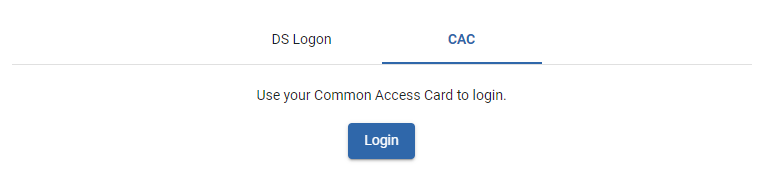 DS Logon CAC
Use your Common Access Card to login.
Login